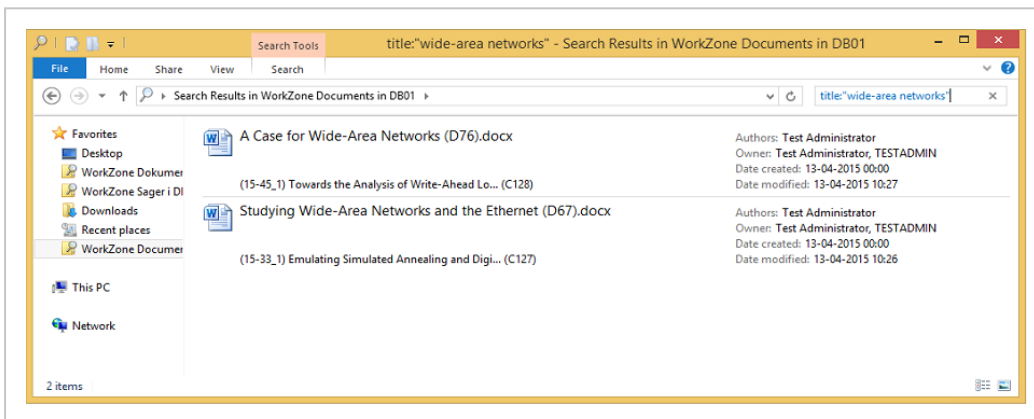 Search Tools
title:"wide-area networks" - Search Results in WorkZone Documents in DB01
File Home Share View Search
Search Results in WorkZone Documents in DB01
title:"wide-area networks"
Favorites
Desktop
WorkZone Dokumer
WorkZone Sager i DI
Downloads
Recent places
WorkZone Documer
This PC
Network
A Case for Wide-Area Networks (D76).docx
(15-45_1) Towards the Analysis of Write-Ahead Lo... (C128)
Authors: Test Administrator
Owner: Test Administrator, TESTADMIN
Date created: 13-04-2015 00:00
Date modified: 13-04-2015 10:27
Studying Wide-Area Networks and the Ethernet (D67).docx
(15-33_1) Emulating Simulated Annealing and Digi... (C127)
Authors: Test Administrator
Owner: Test Administrator, TESTADMIN
Date created: 13-04-2015 00:00
Date modified: 13-04-2015 10:26
2 items